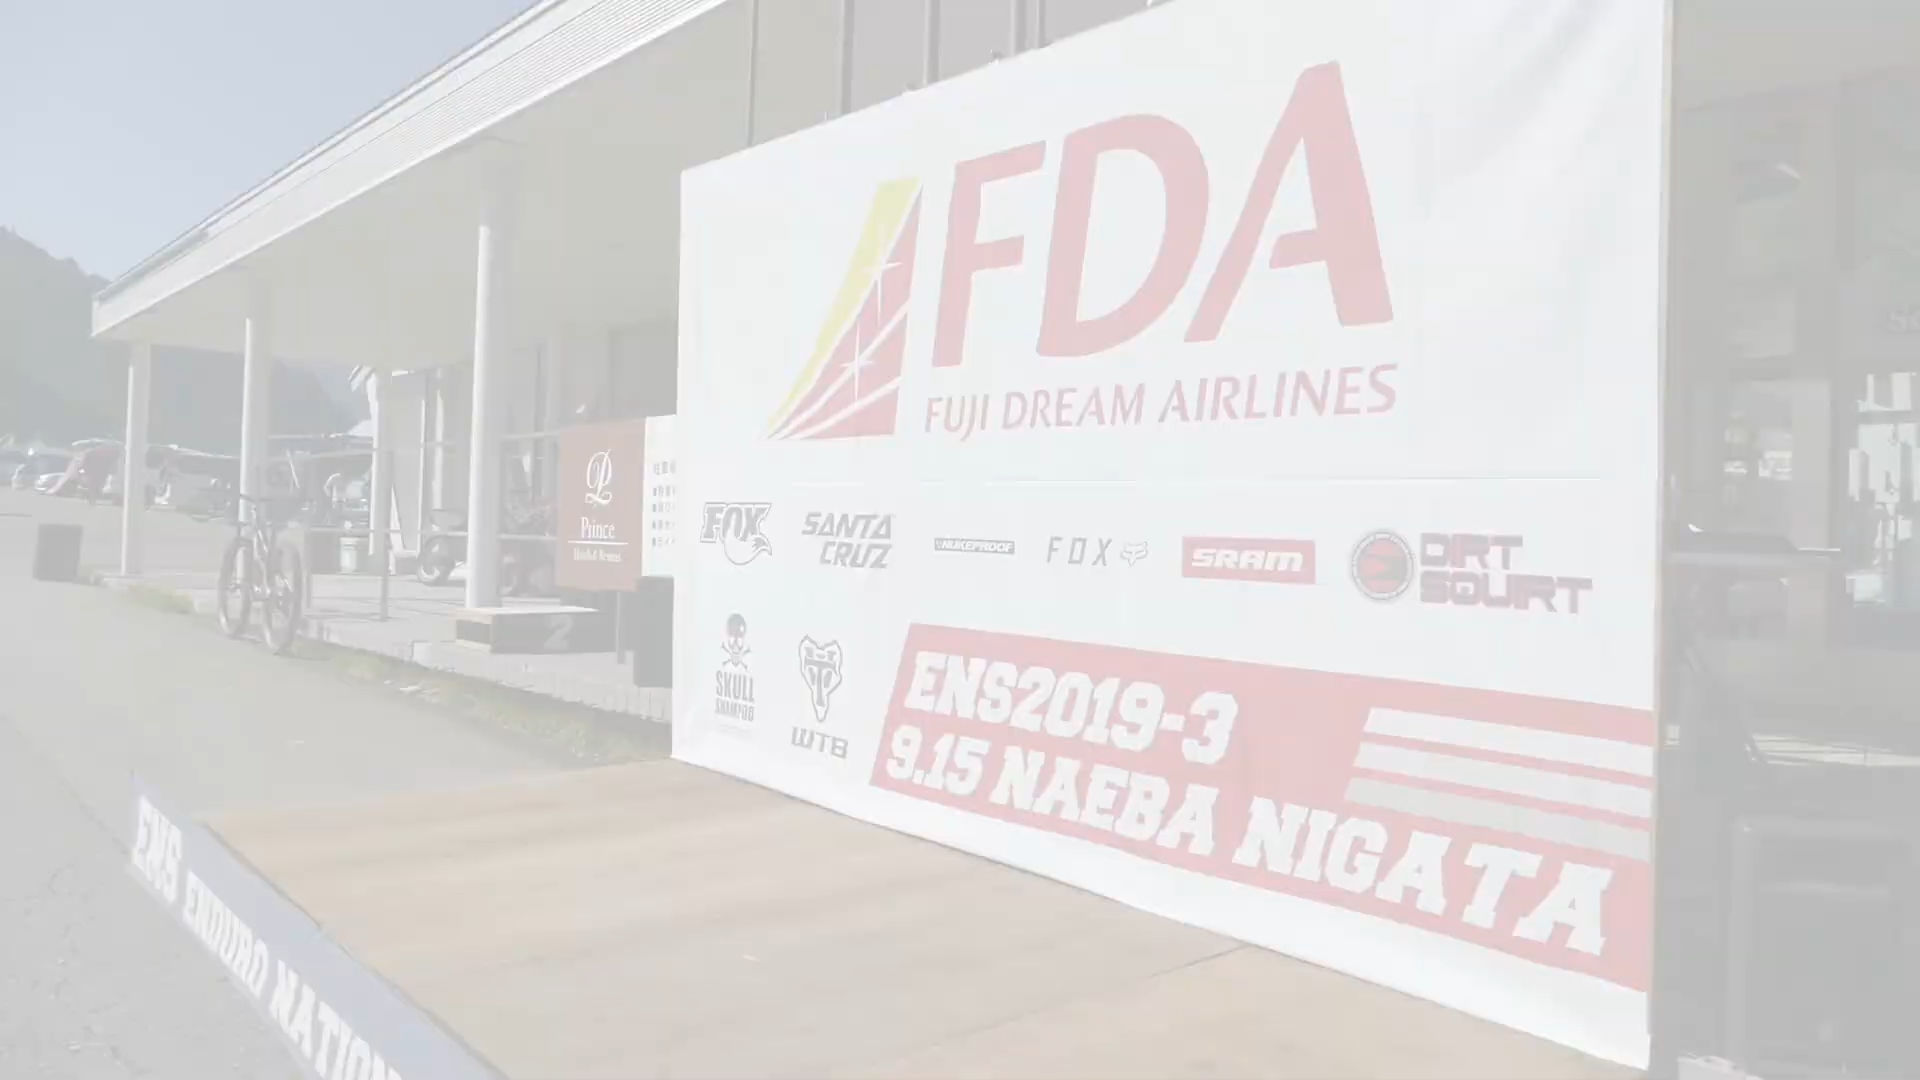 FDA
FUJI DREAM AIRLINES
Prince
FOX
SANTA CRUZ
NUKEPROOF
FOX
SRAM
DIRT
SQUIRT
SKULL
SHAMPOO
WTB
ENS2019-3
9.15 NAEBA NIGATA
2
ENS ENDURO NATION